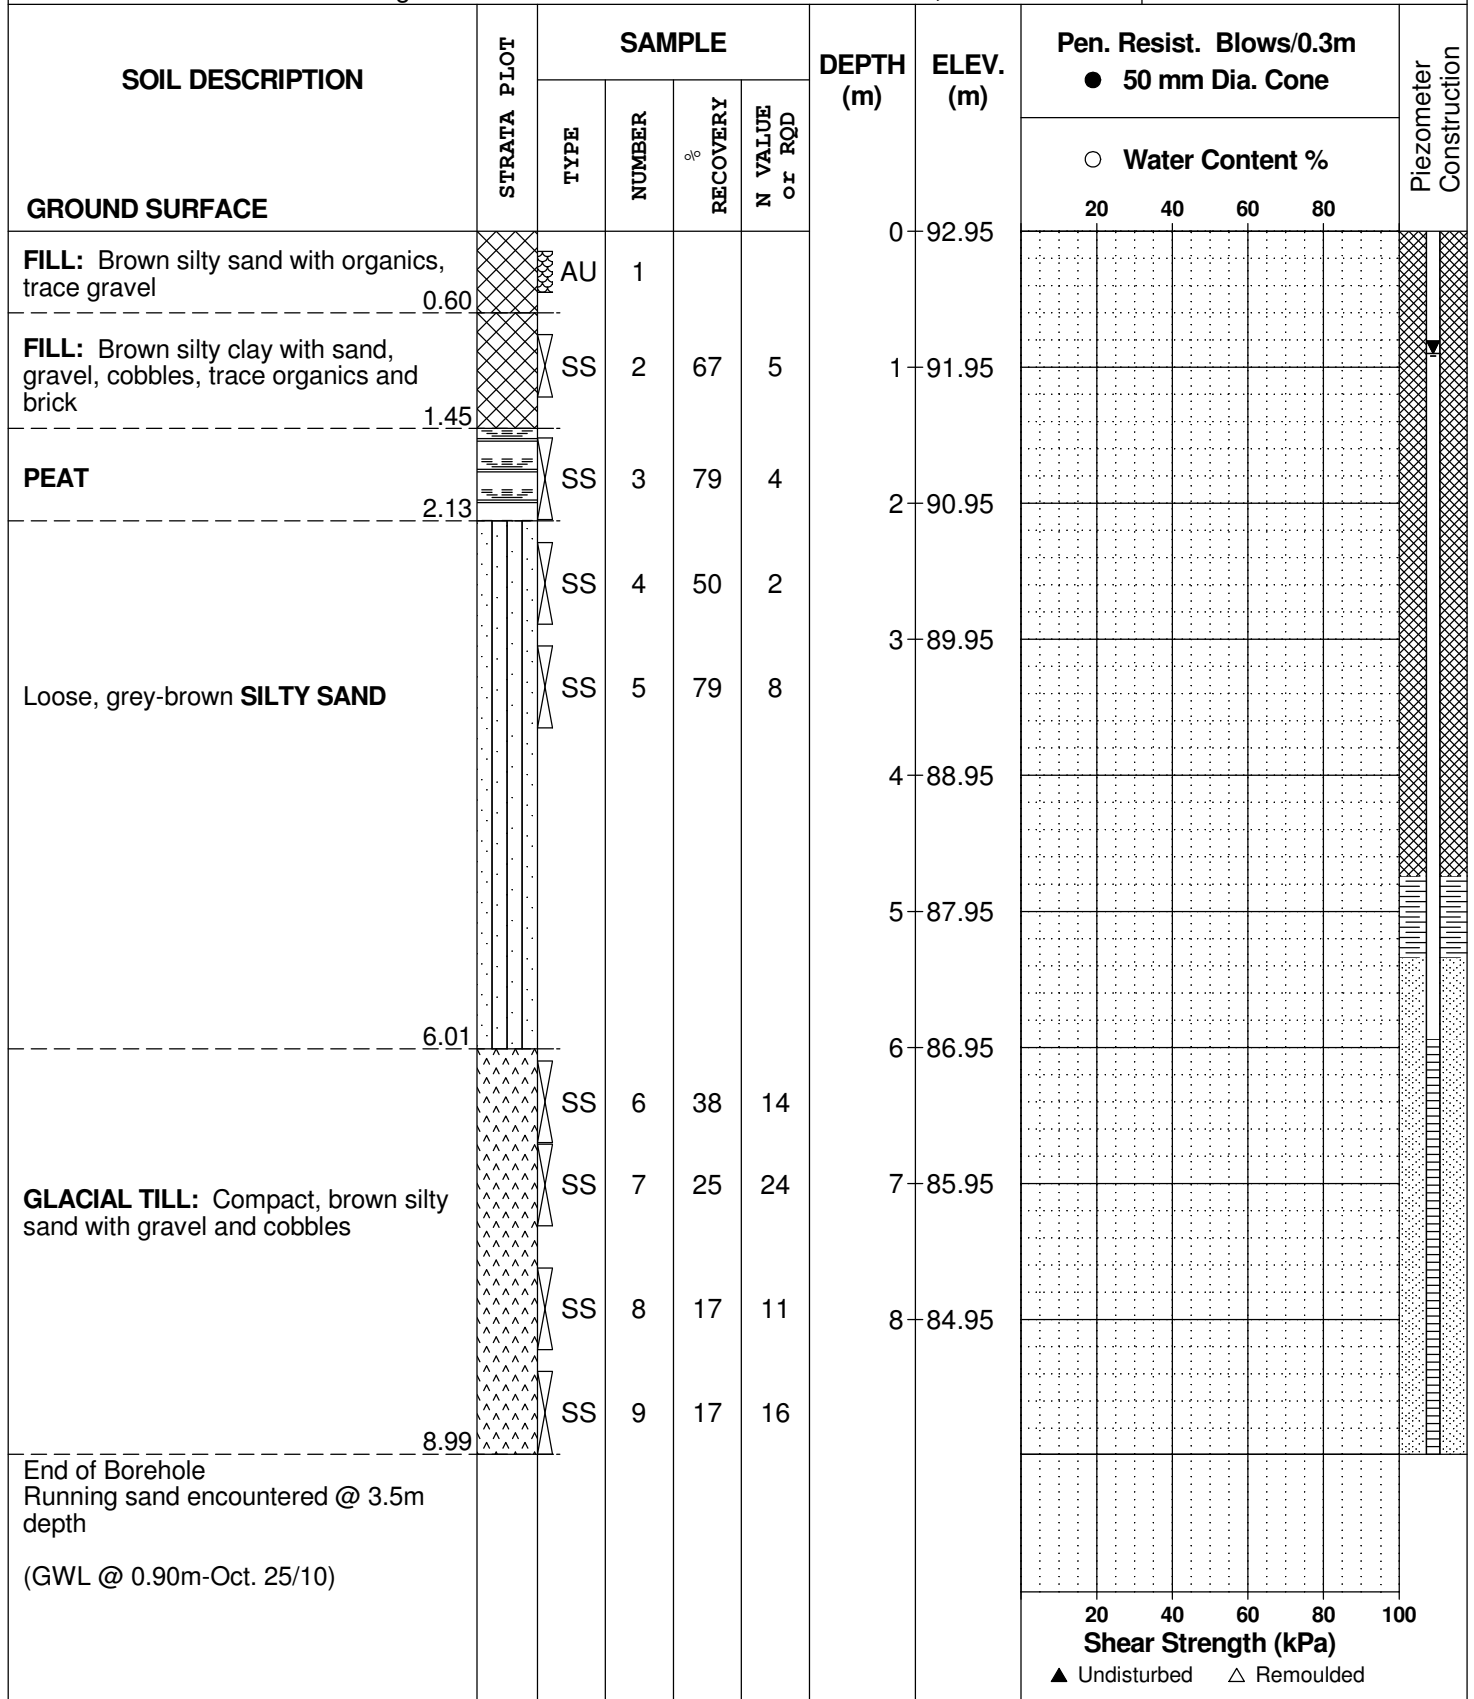 SOIL DESCRIPTION
GROUND SURFACE
STRATA PLOT
SAMPLE
TYPE
NUMBER
%
RECOVERY
N VALUE
or RQD
DEPTH
(m)
ELEV.
(m)
Pen. Resist. Blows/0.3m
● 50 mm Dia. Cone
○ Water Content %
20 40 60 80
Piezometer
Construction
0 92.95
FILL: Brown silty sand with organics,
trace gravel
0.60
AU 1
FILL: Brown silty clay with sand,
gravel, cobbles, trace organics and
brick
1.45
SS 2 67 5
1 91.95
PEAT
2.13
SS 3 79 4
2 90.95
SS 4 50 2
3 89.95
Loose, grey-brown SILTY SAND
SS 5 79 8
4 88.95
5 87.95
6.01
6 86.95
SS 6 38 14
GLACIAL TILL: Compact, brown silty
sand with gravel and cobbles
SS 7 25 24
7 85.95
SS 8 17 11
8 84.95
SS 9 17 16
8.99
End of Borehole
Running sand encountered @ 3.5m
depth
(GWL @ 0.90m-Oct. 25/10)
20 40 60 80 100
Shear Strength (kPa)
▲ Undisturbed △ Remoulded